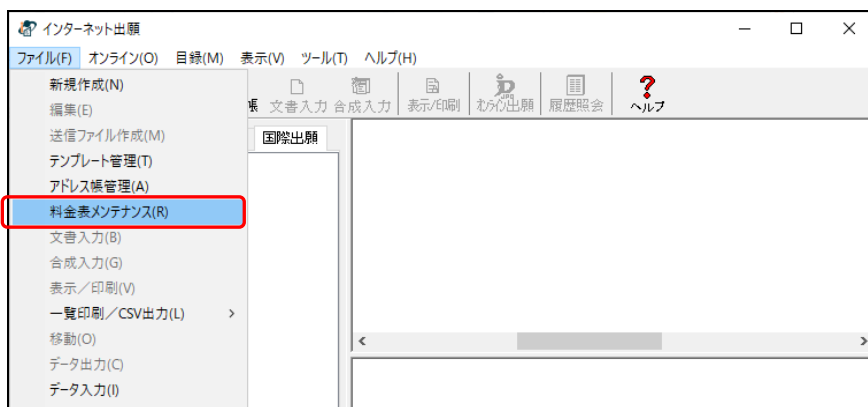 インターネット出願
ファイル(F) オンライン(O) 目録(M) 表示(V) ツール(T) ヘルプ(H)
新規作成(N)
編集(E)
送信ファイル作成(M)
テンプレート管理(T)
アドレス帳管理(A)
料金表メンテナンス(R)
文書入力(B)
合成入力(G)
表示／印刷(V)
一覧印刷／CSV出力(L)
移動(O)
データ出力(C)
データ入力(I)
帳 文書入力 合成入力 表示/印刷 オンライン出願 履歴照会 ヘルプ
国際出願